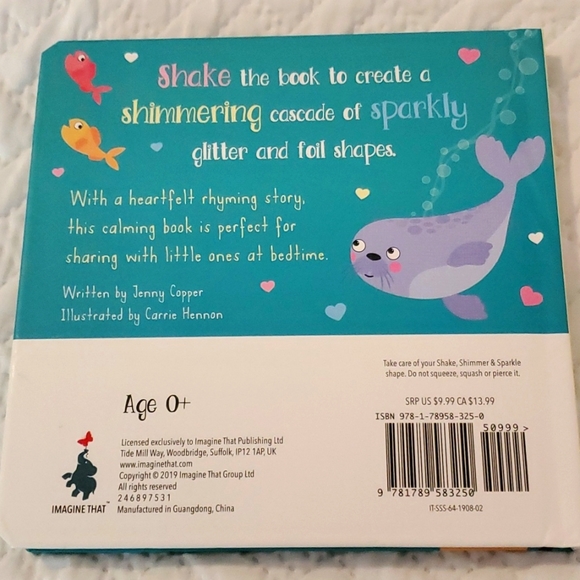 Shake the book to create a
shimmering cascade of sparkly
glitter and foil shapes.
With a heartfelt rhyming story,
this calming book is perfect for
sharing with little ones at bedtime.
Written by Jenny Copper
Illustrated by Carrie Hennon
Take care of your Shake, Shimmer & Sparkle
shape. Do not squeeze, squash or pierce it.
Age 0+
SRP US $9.99 CA $13.99
ISBN 978-1-78958-325-0
50999 >
9 781789 583250
IT-SSS-64-1908-02
Licensed exclusively to Imagine That Publishing Ltd
Tide Mill Way, Woodbridge, Suffolk, IP12 1AP, UK
www.imaginethat.com
Copyright © 2019 Imagine That Group Ltd
All rights reserved
246897531
Manufactured in Guangdong, China
IMAGINE THAT™